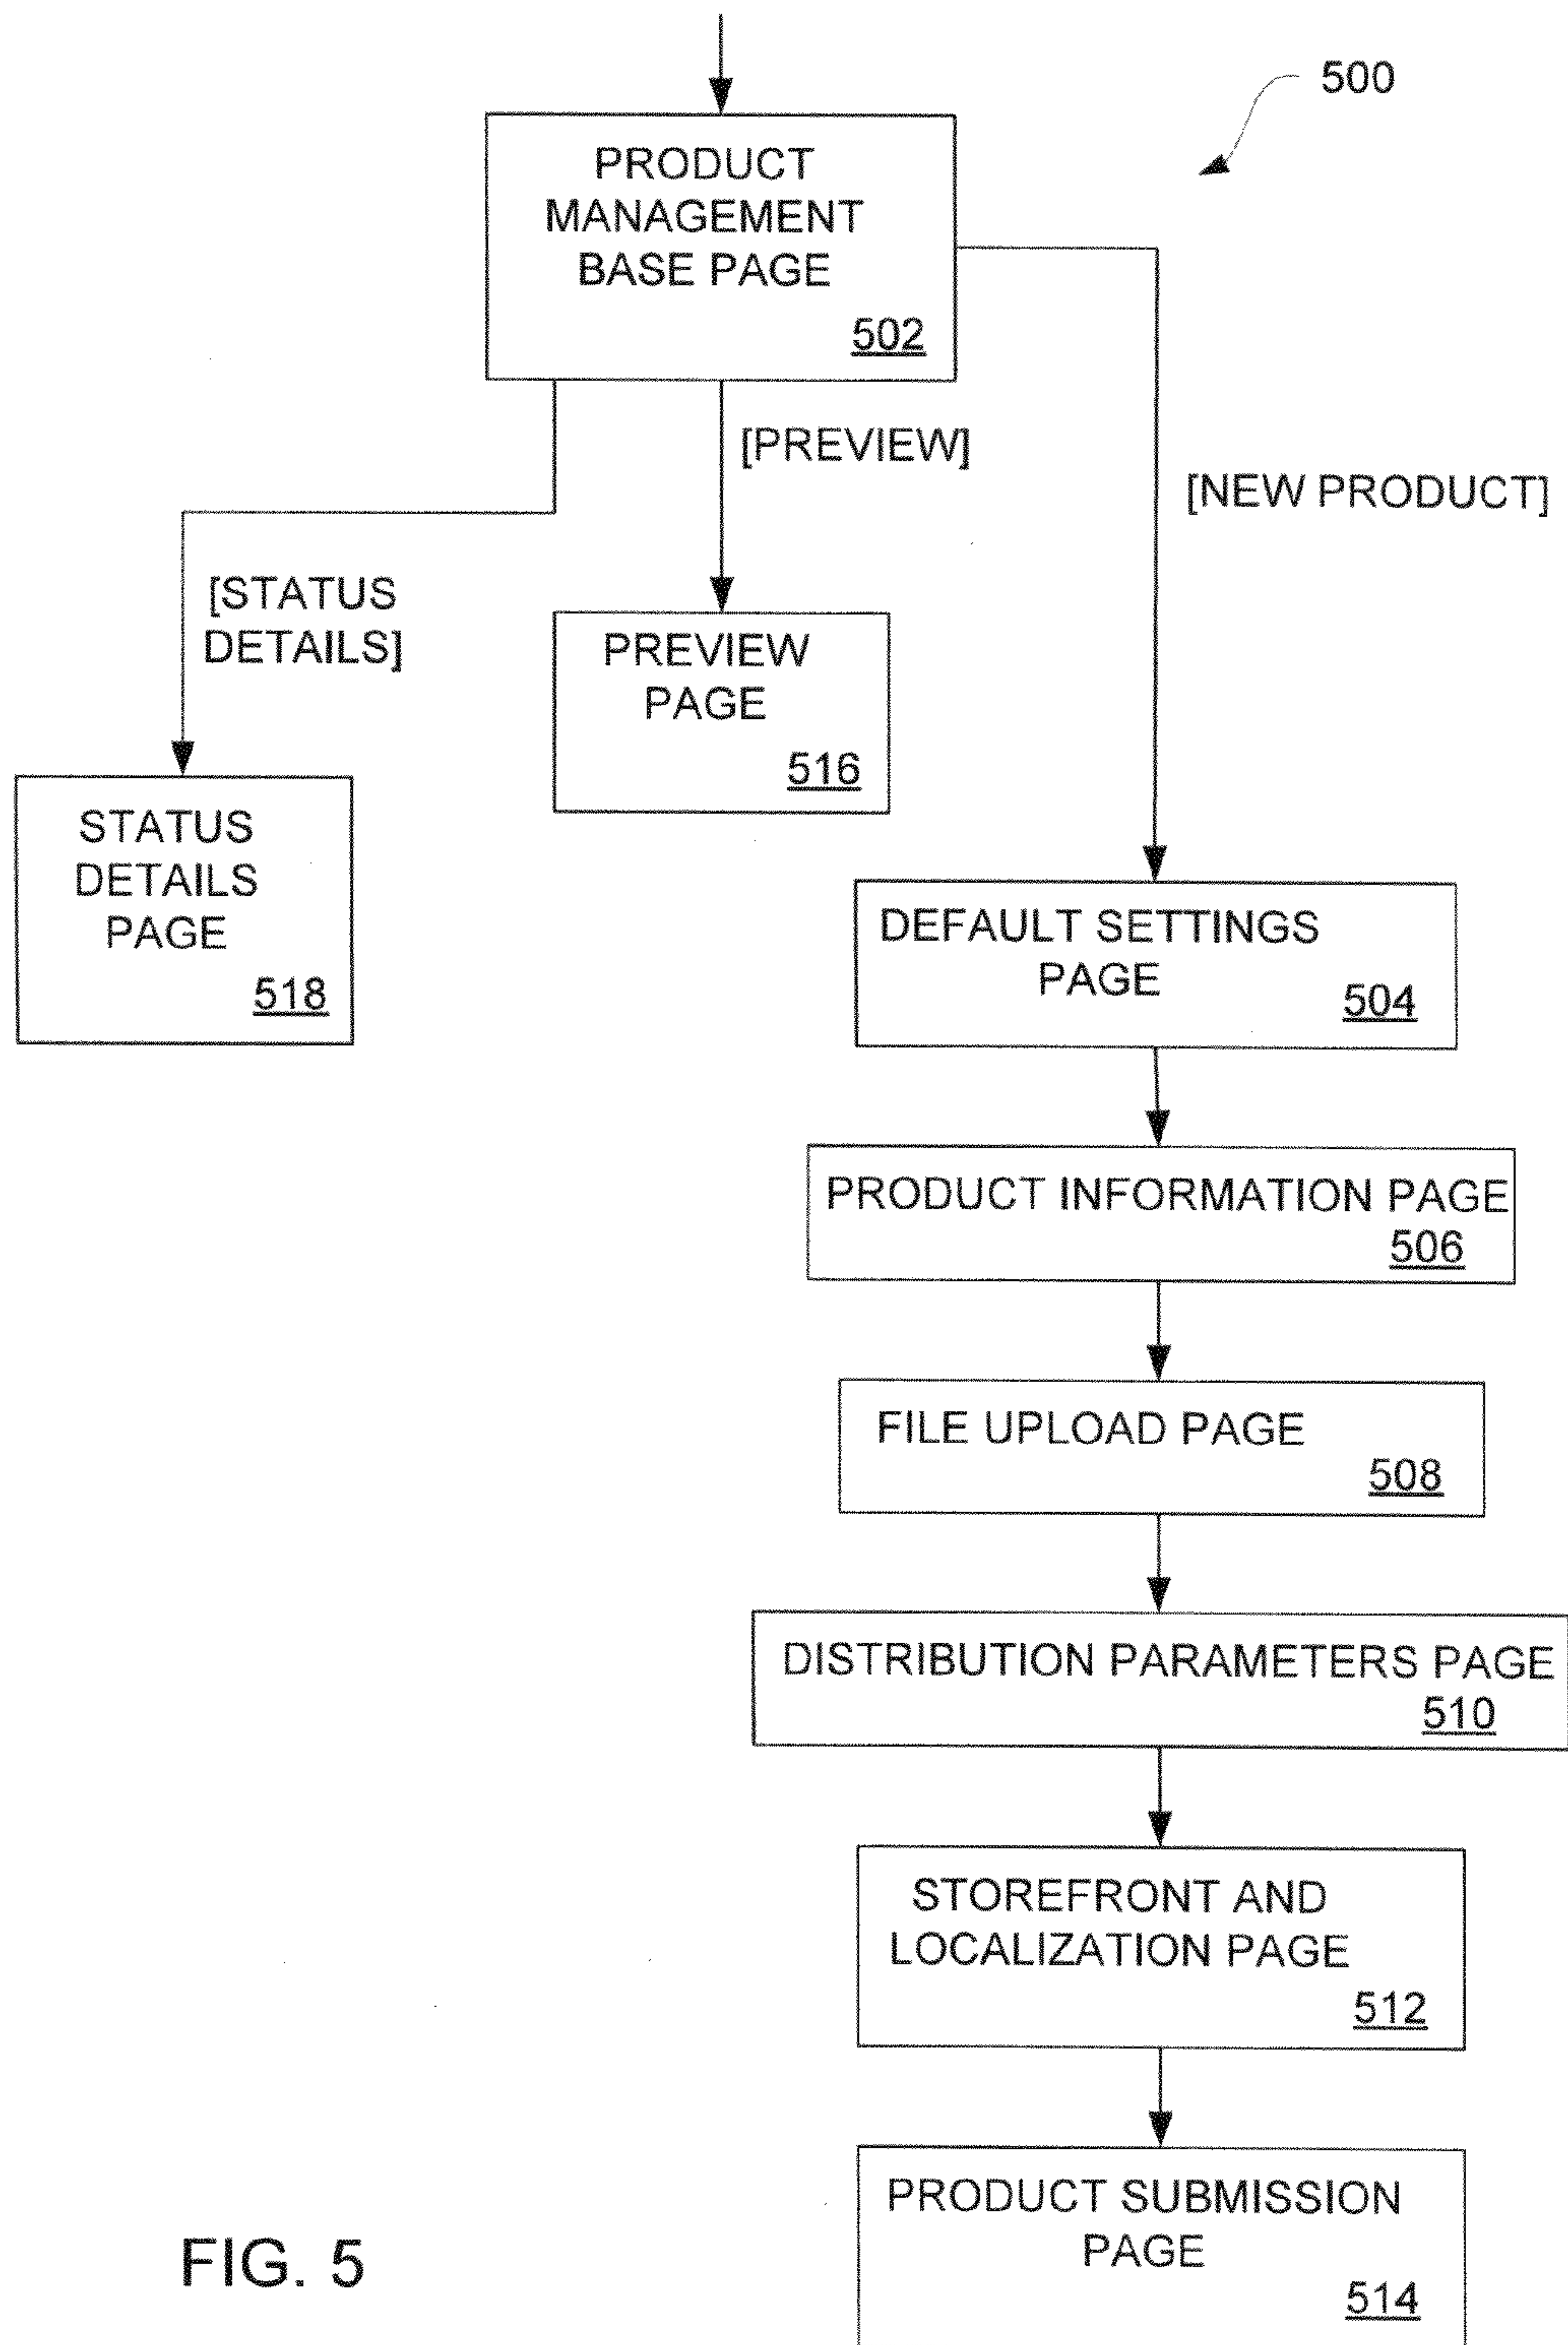 500
PRODUCT
MANAGEMENT
BASE PAGE
502
[PREVIEW]
[NEW PRODUCT]
[STATUS
DETAILS]
PREVIEW
PAGE
516
STATUS
DETAILS
PAGE
518
DEFAULT SETTINGS
PAGE
504
PRODUCT INFORMATION PAGE
506
FILE UPLOAD PAGE
508
DISTRIBUTION PARAMETERS PAGE
510
STOREFRONT AND
LOCALIZATION PAGE
512
PRODUCT SUBMISSION
PAGE
514
FIG. 5